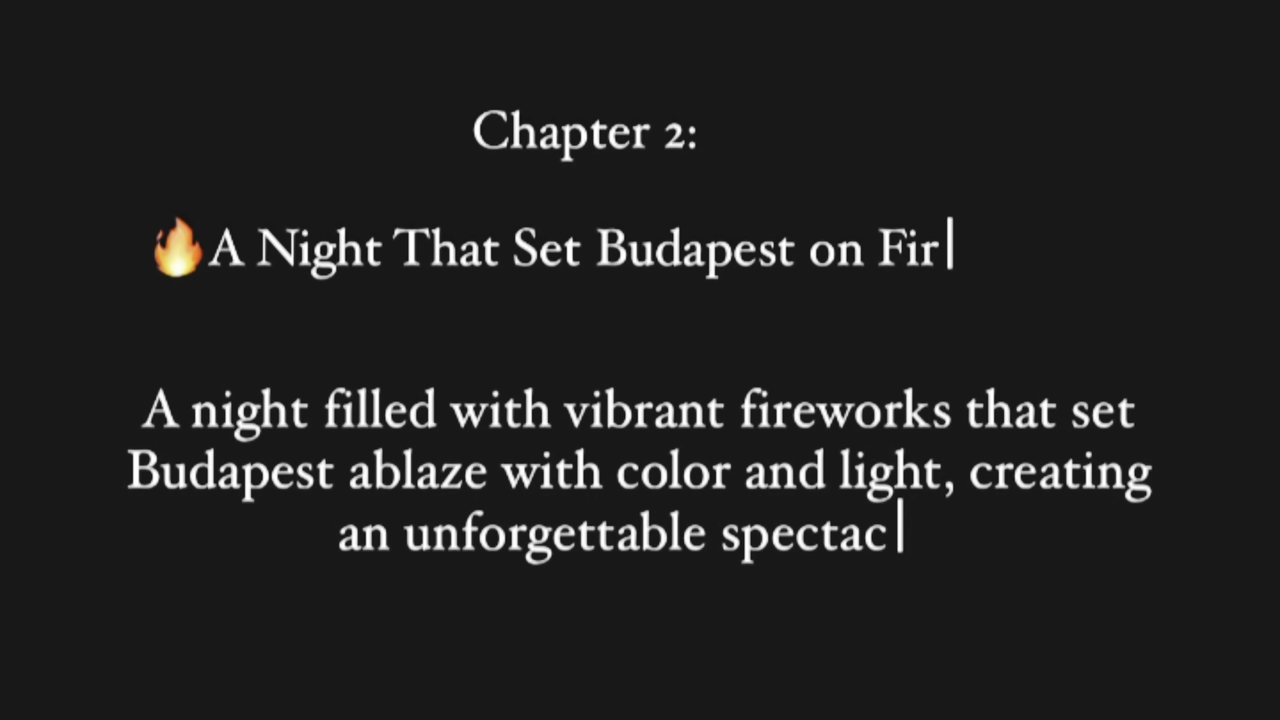 Chapter 2:
🔥A Night That Set Budapest on Fir
A night filled with vibrant fireworks that set
Budapest ablaze with color and light, creating
an unforgettable spectac